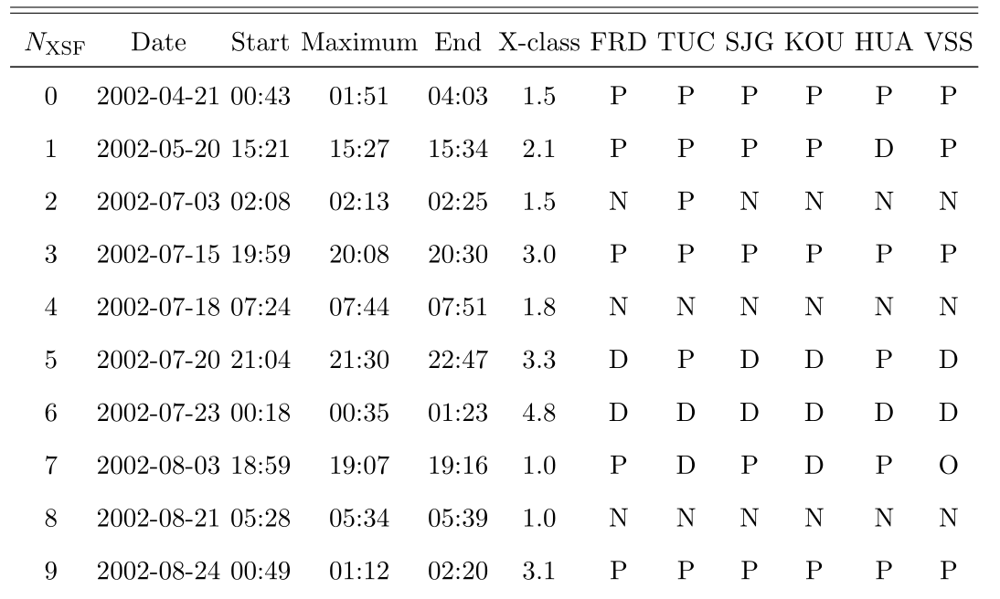 N_XSF Date Start Maximum End X-class FRD TUC SJG KOU HUA VSS
0 2002-04-21 00:43 01:51 04:03 1.5 P P P P P P
1 2002-05-20 15:21 15:27 15:34 2.1 P P P P D P
2 2002-07-03 02:08 02:13 02:25 1.5 N P N N N N
3 2002-07-15 19:59 20:08 20:30 3.0 P P P P P P
4 2002-07-18 07:24 07:44 07:51 1.8 N N N N N N
5 2002-07-20 21:04 21:30 22:47 3.3 D P D D P D
6 2002-07-23 00:18 00:35 01:23 4.8 D D D D D D
7 2002-08-03 18:59 19:07 19:16 1.0 P D P D P O
8 2002-08-21 05:28 05:34 05:39 1.0 N N N N N N
9 2002-08-24 00:49 01:12 02:20 3.1 P P P P P P